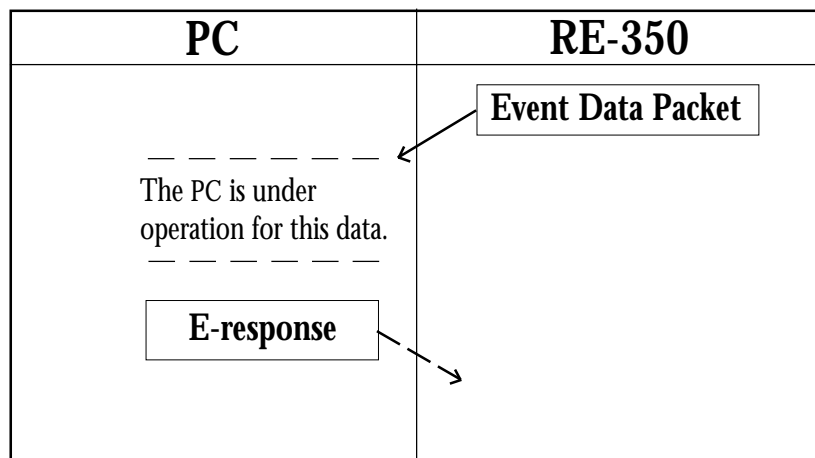 PC
RE-350
Event Data Packet
The PC is under
operation for this data.
E-response